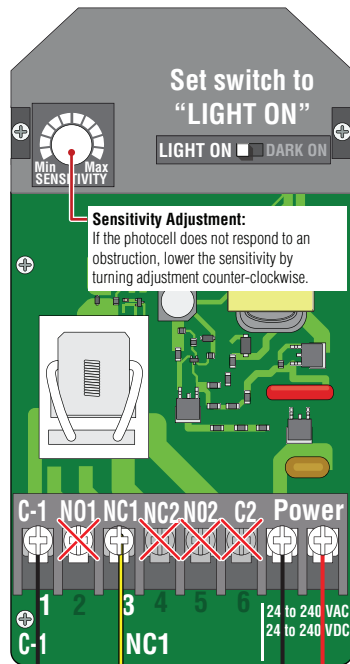 Set switch to
“LIGHT ON”
LIGHT ON DARK ON
Min Max
SENSITIVITY
Sensitivity Adjustment:
If the photocell does not respond to an
obstruction, lower the sensitivity by
turning adjustment counter-clockwise.
C-1 NO1 NC1 NC2 NO2 C2 Power
1 2 3 4 5 6
24 to 240 VAC
24 to 240 VDC
C-1 NC1